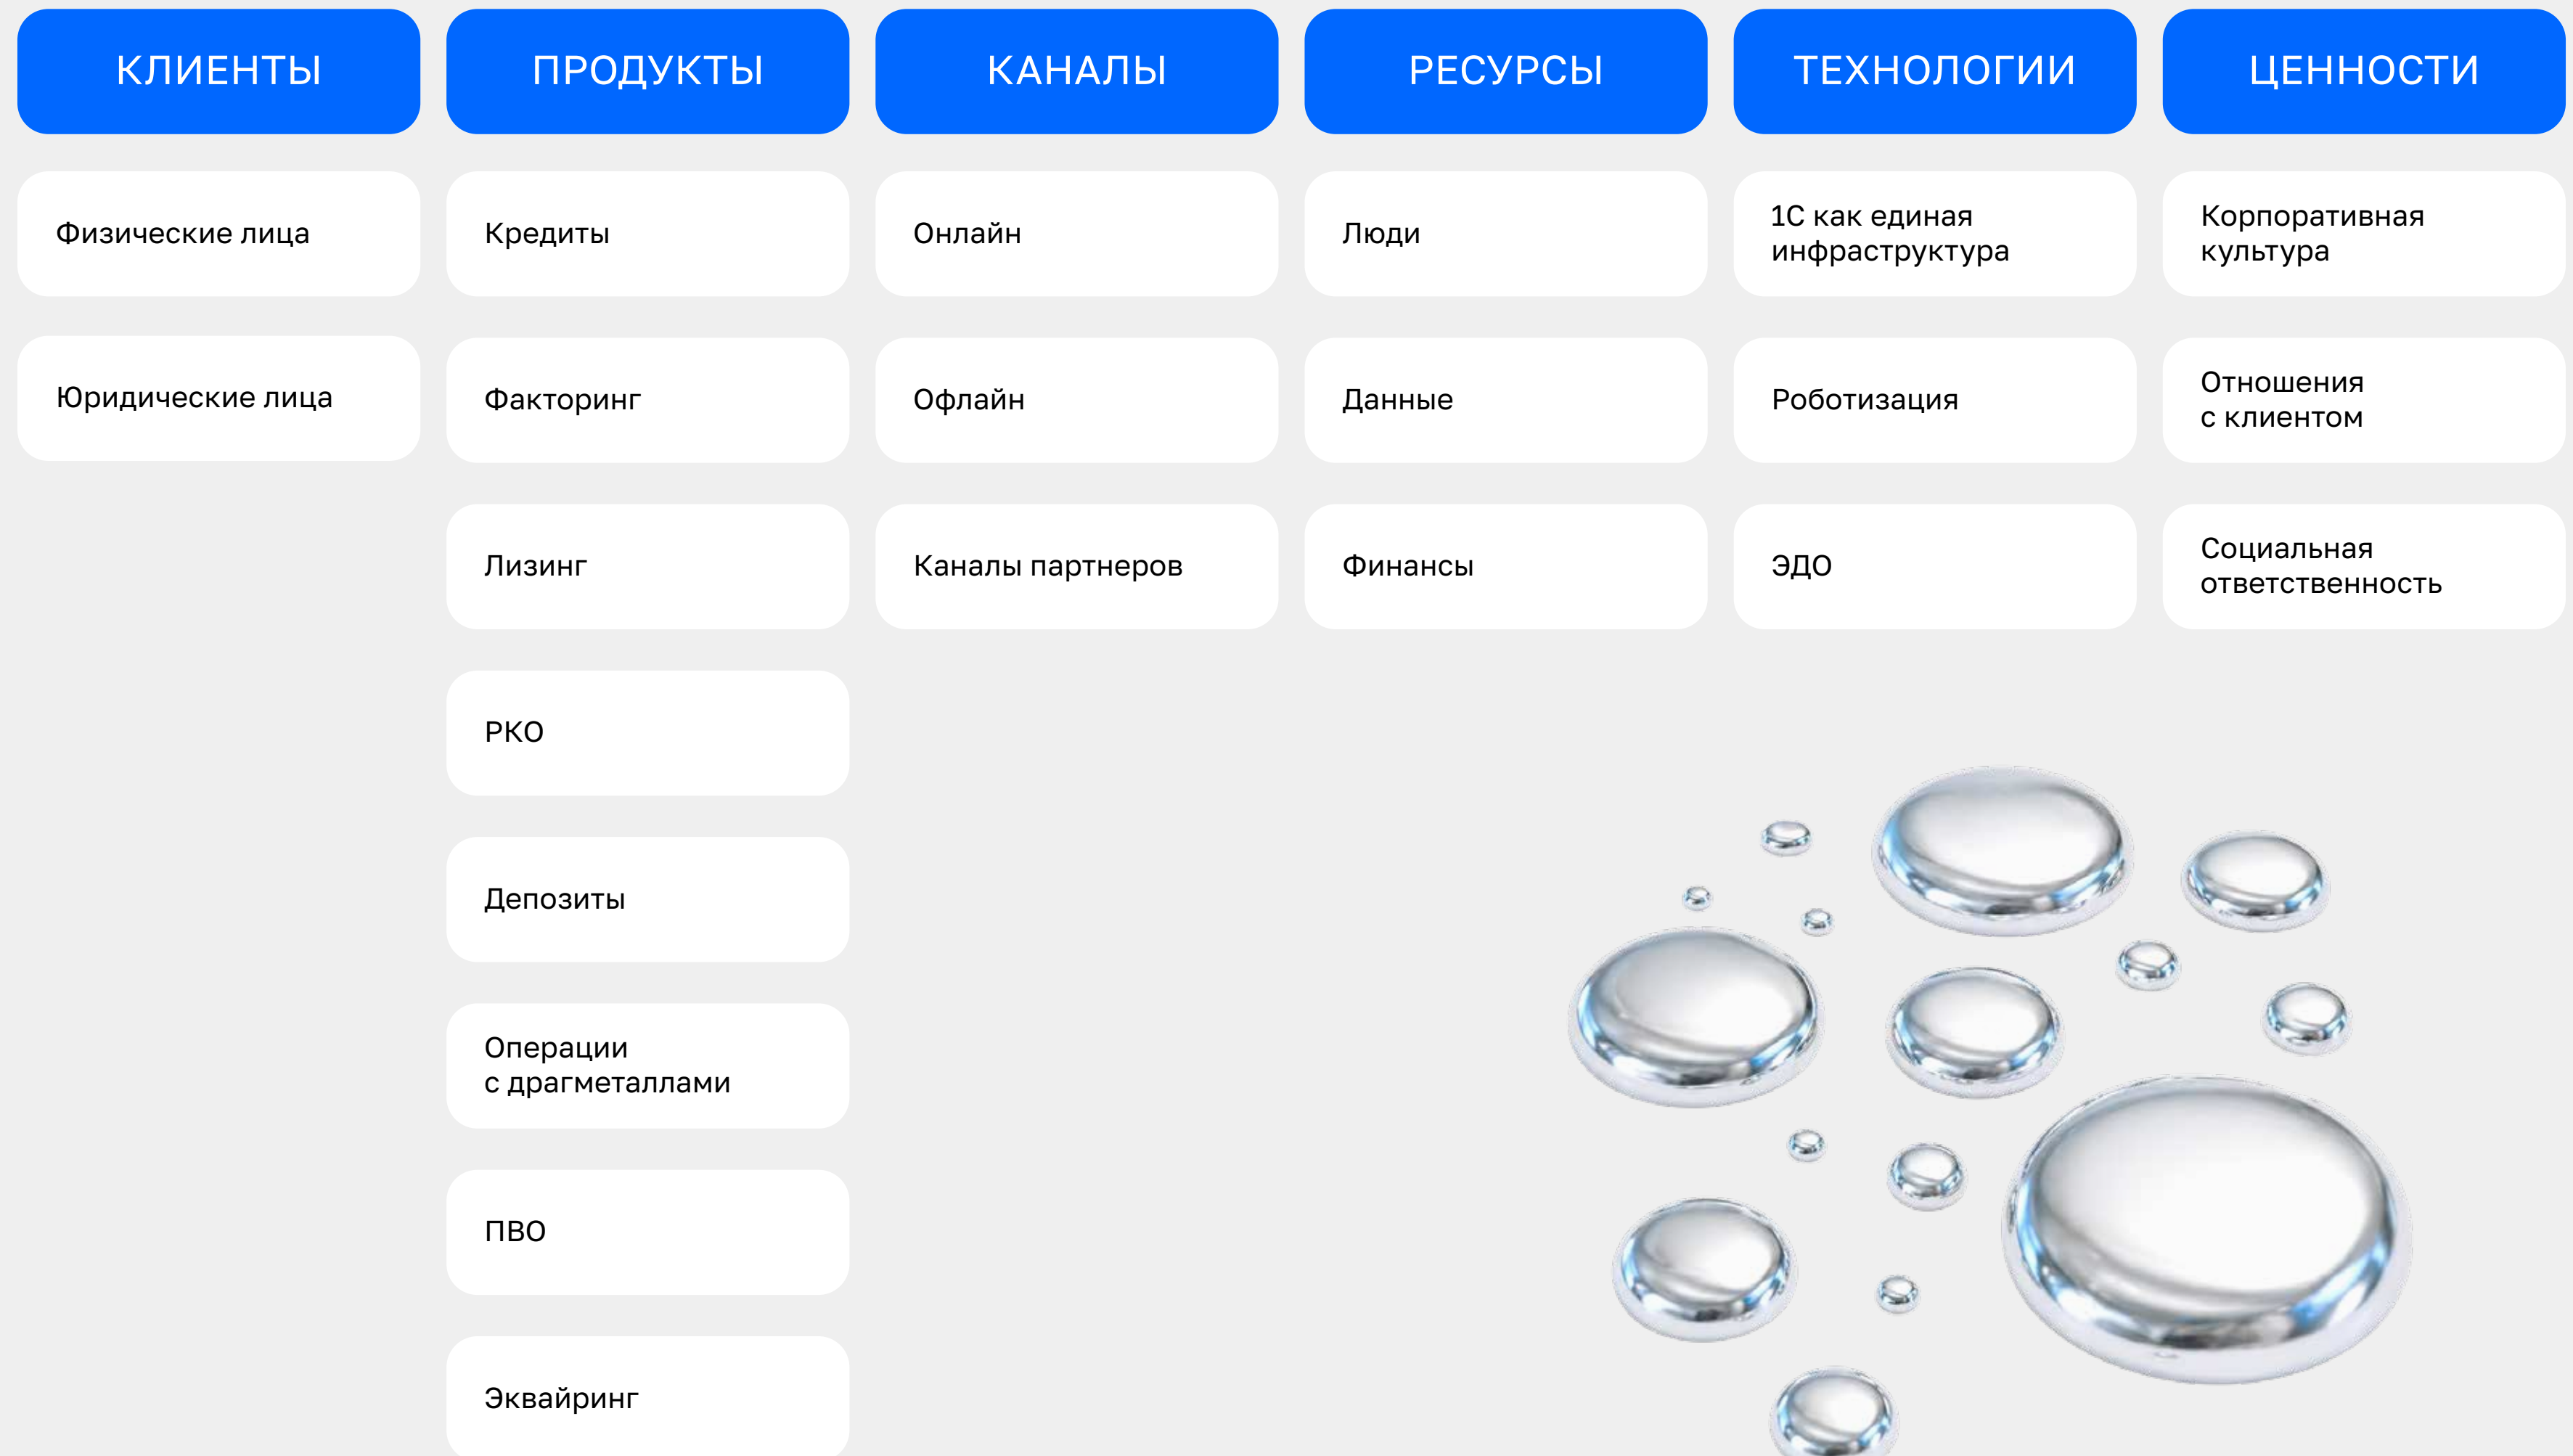 КЛИЕНТЫ
Физические лица
Юридические лица
ПРОДУКТЫ
Кредиты
Факторинг
Лизинг
РКО
Депозиты
Операции
с драгметаллами
ПВО
Эквайринг
КАНАЛЫ
Онлайн
Офлайн
Каналы партнеров
РЕСУРСЫ
Люди
Данные
Финансы
ТЕХНОЛОГИИ
1С как единая
инфраструктура
Роботизация
ЭДО
ЦЕННОСТИ
Корпоративная
культура
Отношения
с клиентом
Социальная
ответственность